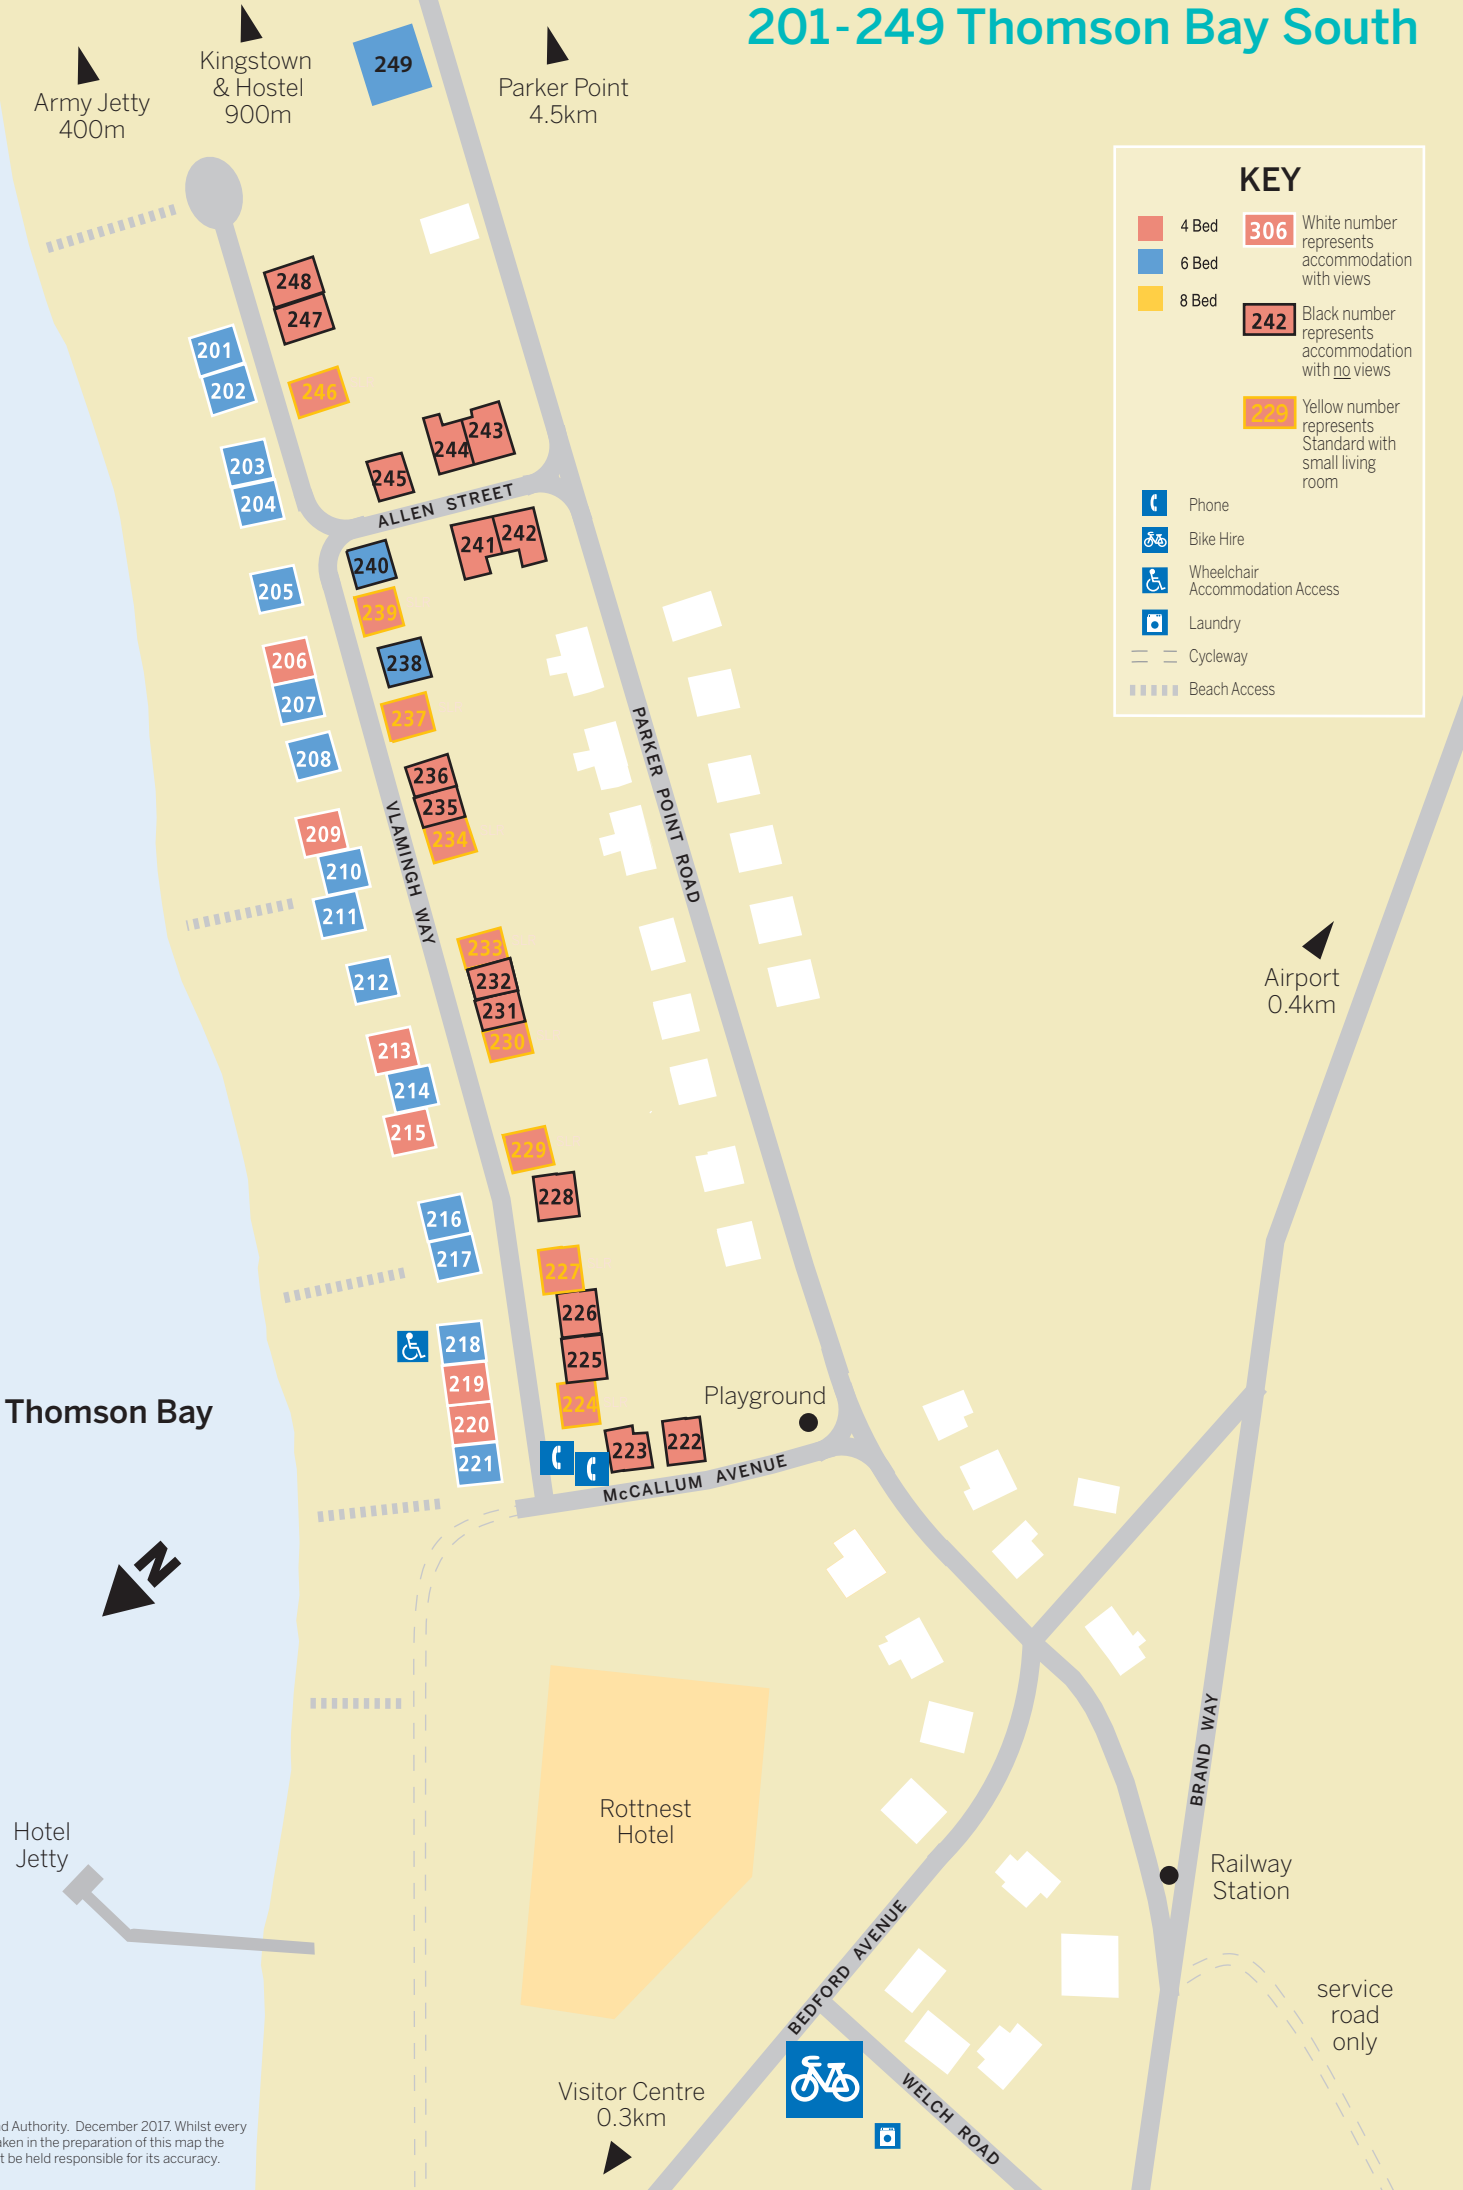 201-249 Thomson Bay South
Kingstown
& Hostel
900m
Army Jetty
400m
249
Parker Point
4.5km
KEY
4 Bed
6 Bed
8 Bed
306
White number
represents
accommodation
with views
242
Black number
represents
accommodation
with no views
229
Yellow number
represents
Standard with
small living
room
Phone
Bike Hire
Wheelchair
Accommodation Access
Laundry
Cycleway
Beach Access
248
247
201
202
246
243
244
245
203
204
ALLEN STREET
241
242
240
205
239
206
238
207
237
208
236
235
234
209
210
211
VLAMINGH WAY
PARKER POINT ROAD
233
232
231
230
212
213
214
215
Airport
0.4km
229
228
216
217
227
226
225
224
218
219
220
221
223
222
Playground
McCALLUM AVENUE
Thomson Bay
N
Rottnest
Hotel
Hotel
Jetty
BRAND WAY
Railway
Station
BEDFORD AVENUE
service
road
only
WELCH ROAD
Visitor Centre
0.3km
d Authority. December 2017. Whilst every
ken in the preparation of this map the
t be held responsible for its accuracy.